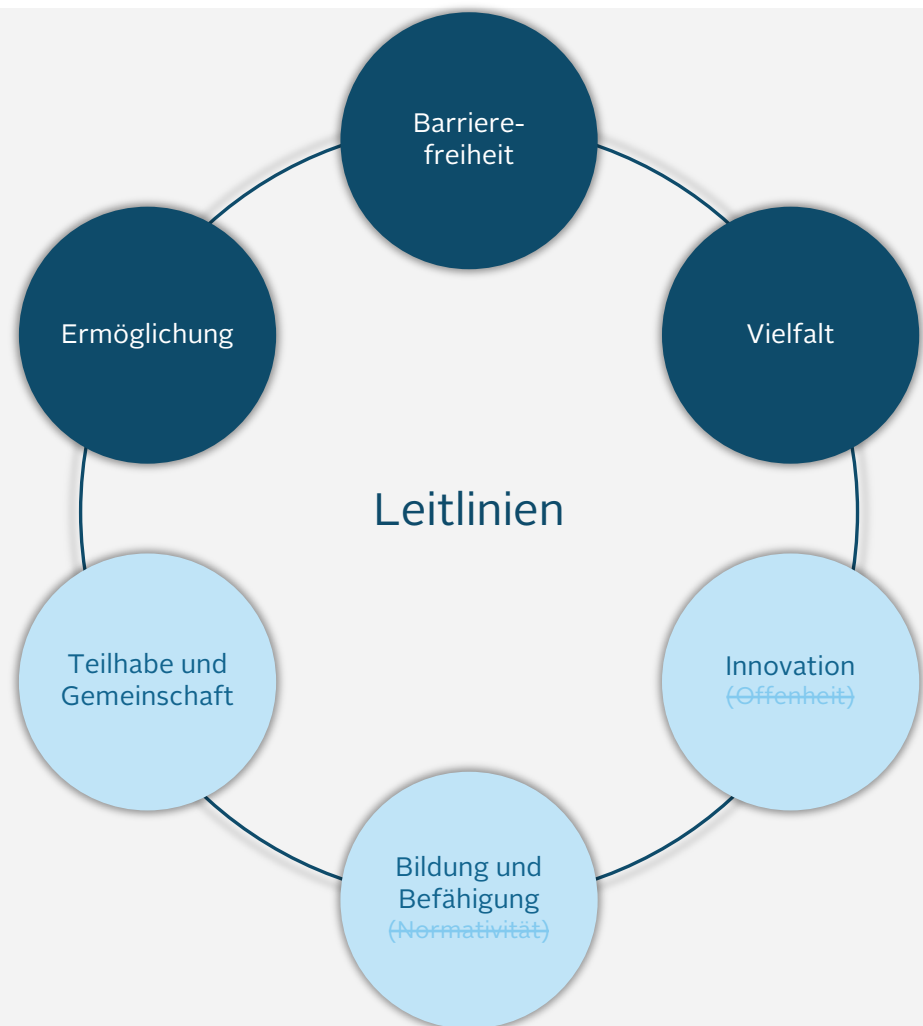 Barriere-
freiheit
Ermöglichung
Vielfalt
Leitlinien
Teilhabe und
Gemeinschaft
Innovation
(Offenheit)
Bildung und
Befähigung
(Normativität)